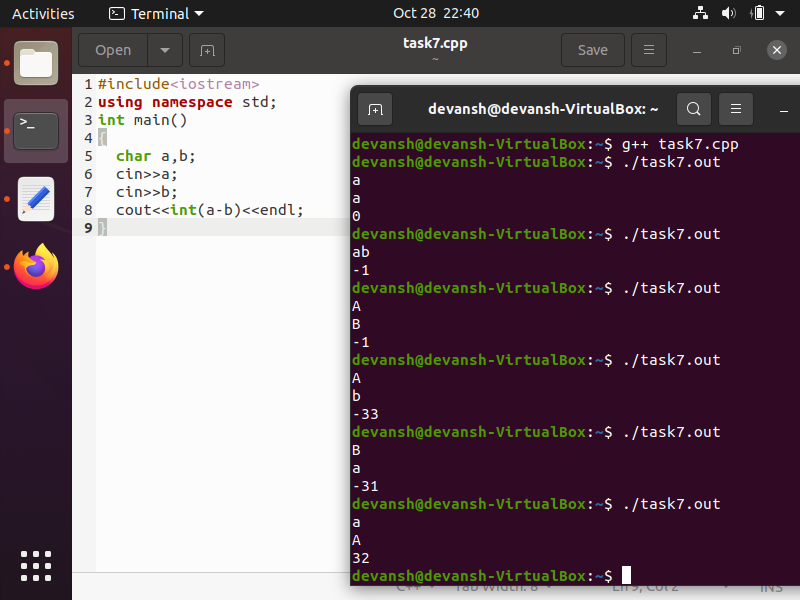 Activities Terminal Oct 28 22:40
Open task7.cpp Save
~
1 #include<iostream>
2 using namespace std;
3 int main()
4 {
5 char a,b;
6 cin>>a;
7 cin>>b;
8 cout<<int(a-b)<<endl;
9 }
devansh@devansh-VirtualBox: ~
devansh@devansh-VirtualBox:~$ g++ task7.cpp
devansh@devansh-VirtualBox:~$ ./task7.out
a
a
0
devansh@devansh-VirtualBox:~$ ./task7.out
ab
-1
devansh@devansh-VirtualBox:~$ ./task7.out
A
B
-1
devansh@devansh-VirtualBox:~$ ./task7.out
A
b
-33
devansh@devansh-VirtualBox:~$ ./task7.out
B
a
-31
devansh@devansh-VirtualBox:~$ ./task7.out
a
A
32
devansh@devansh-VirtualBox:~$
C++ Tab Width: 8 Ln 9, Col 2 INS